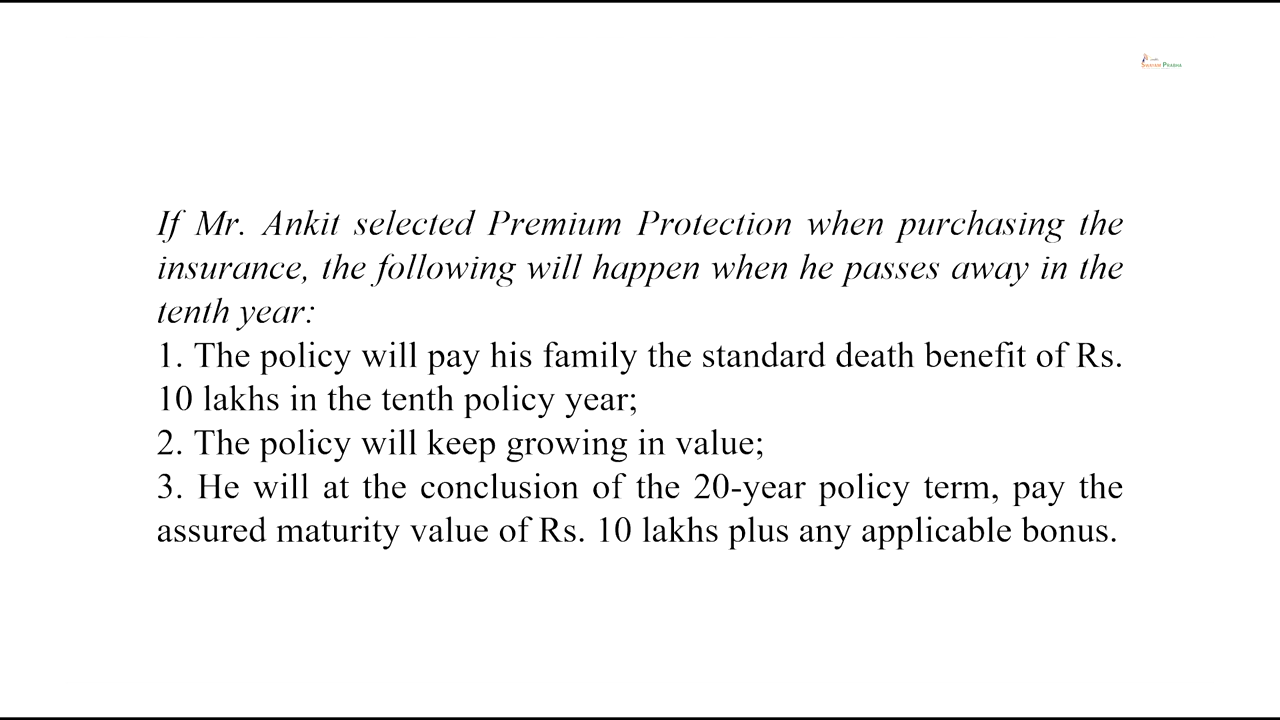 SWAYAM PRABHA
If Mr. Ankit selected Premium Protection when purchasing the
insurance, the following will happen when he passes away in the
tenth year:
1. The policy will pay his family the standard death benefit of Rs.
10 lakhs in the tenth policy year;
2. The policy will keep growing in value;
3. He will at the conclusion of the 20-year policy term, pay the
assured maturity value of Rs. 10 lakhs plus any applicable bonus.